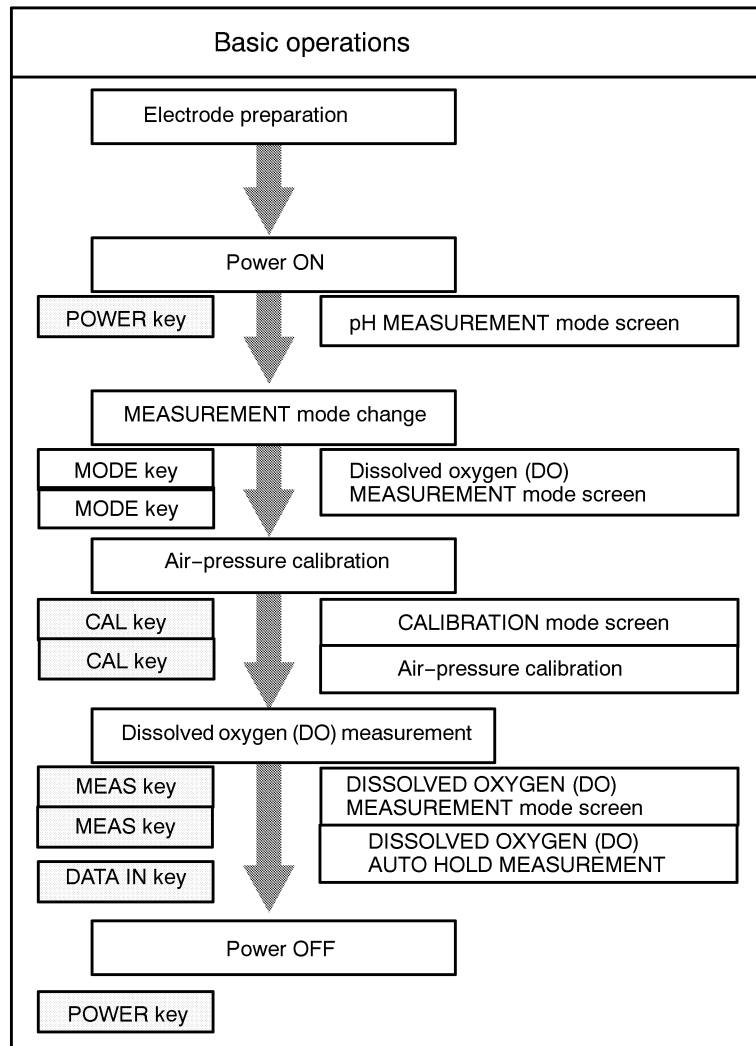 Basic operations
Electrode preparation
Power ON
POWER key
pH MEASUREMENT mode screen
MEASUREMENT mode change
MODE key
MODE key
Dissolved oxygen (DO)
MEASUREMENT mode screen
Air−pressure calibration
CAL key
CALIBRATION mode screen
CAL key
Air−pressure calibration
Dissolved oxygen (DO) measurement
MEAS key
DISSOLVED OXYGEN (DO)
MEASUREMENT mode screen
MEAS key
DISSOLVED OXYGEN (DO)
AUTO HOLD MEASUREMENT
DATA IN key
Power OFF
POWER key